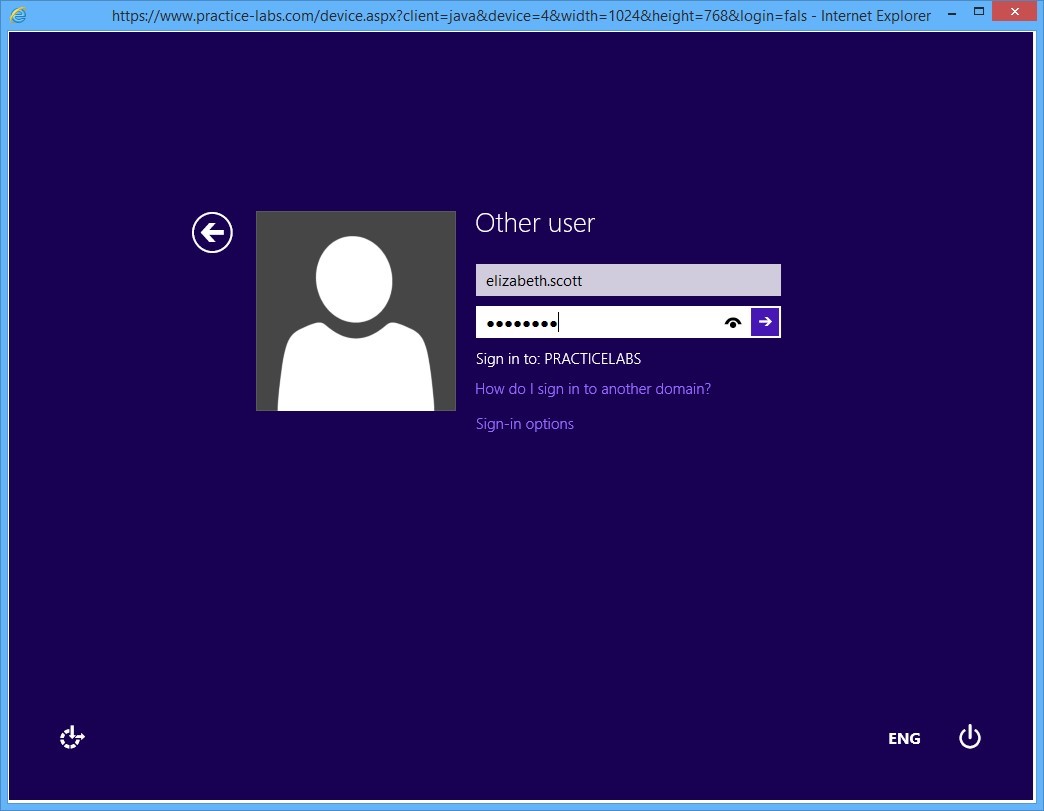 https://www.practice-labs.com/device.aspx?client=java&device=4&width=1024&height=768&login=fals - Internet Explorer
Other user
elizabeth.scott
••••••••
Sign in to: PRACTICELABS
How do I sign in to another domain?
Sign-in options
ENG